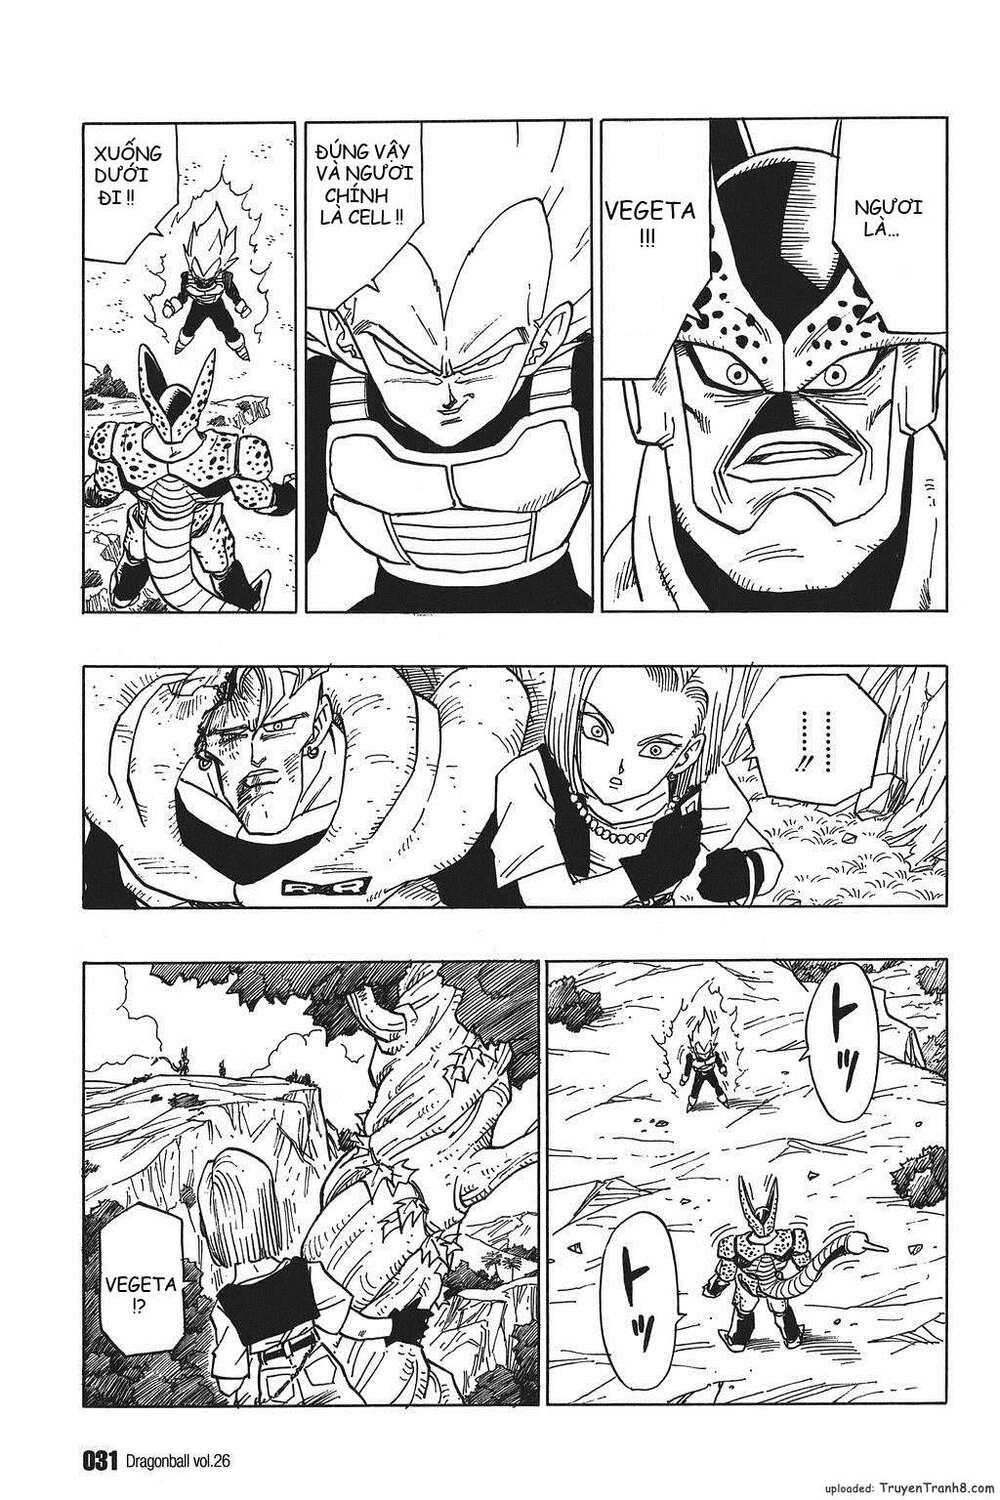 NGƯƠI
LÀ...
VEGETA
!!!
ĐÚNG VẬY
VÀ NGƯƠI
CHÍNH
LÀ CELL !!
XUỐNG
DƯỚI
ĐI !!
......!!
RR
トッ
トッ
VEGETA
!?
031 Dragonball vol.26
uploaded: TruyenTranh8.com